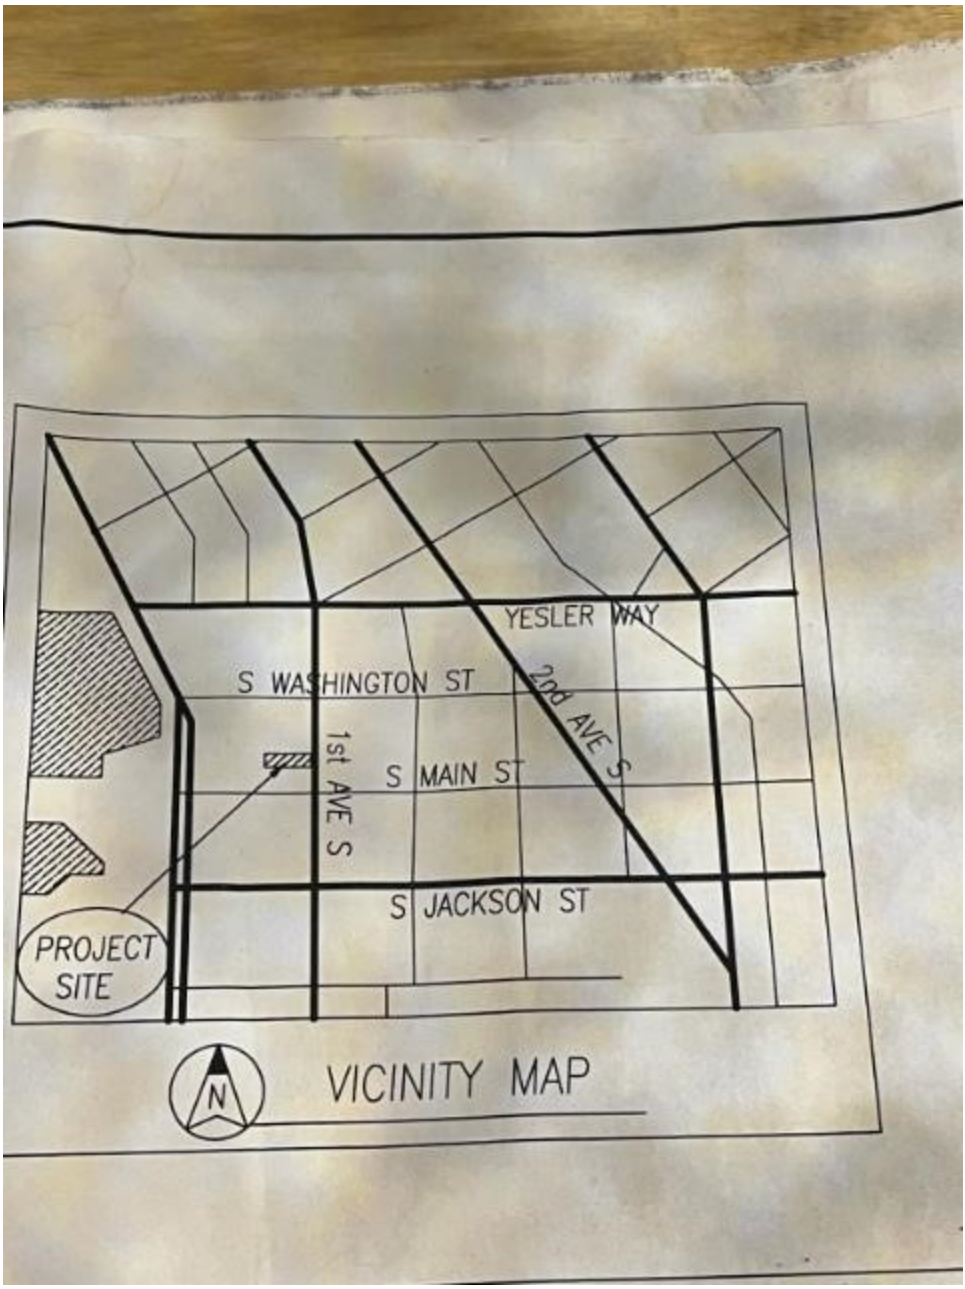 YESLER WAY
S WASHINGTON ST
2nd AVE S
1st AVE S
S MAIN ST
S JACKSON ST
PROJECT
SITE
N
VICINITY MAP